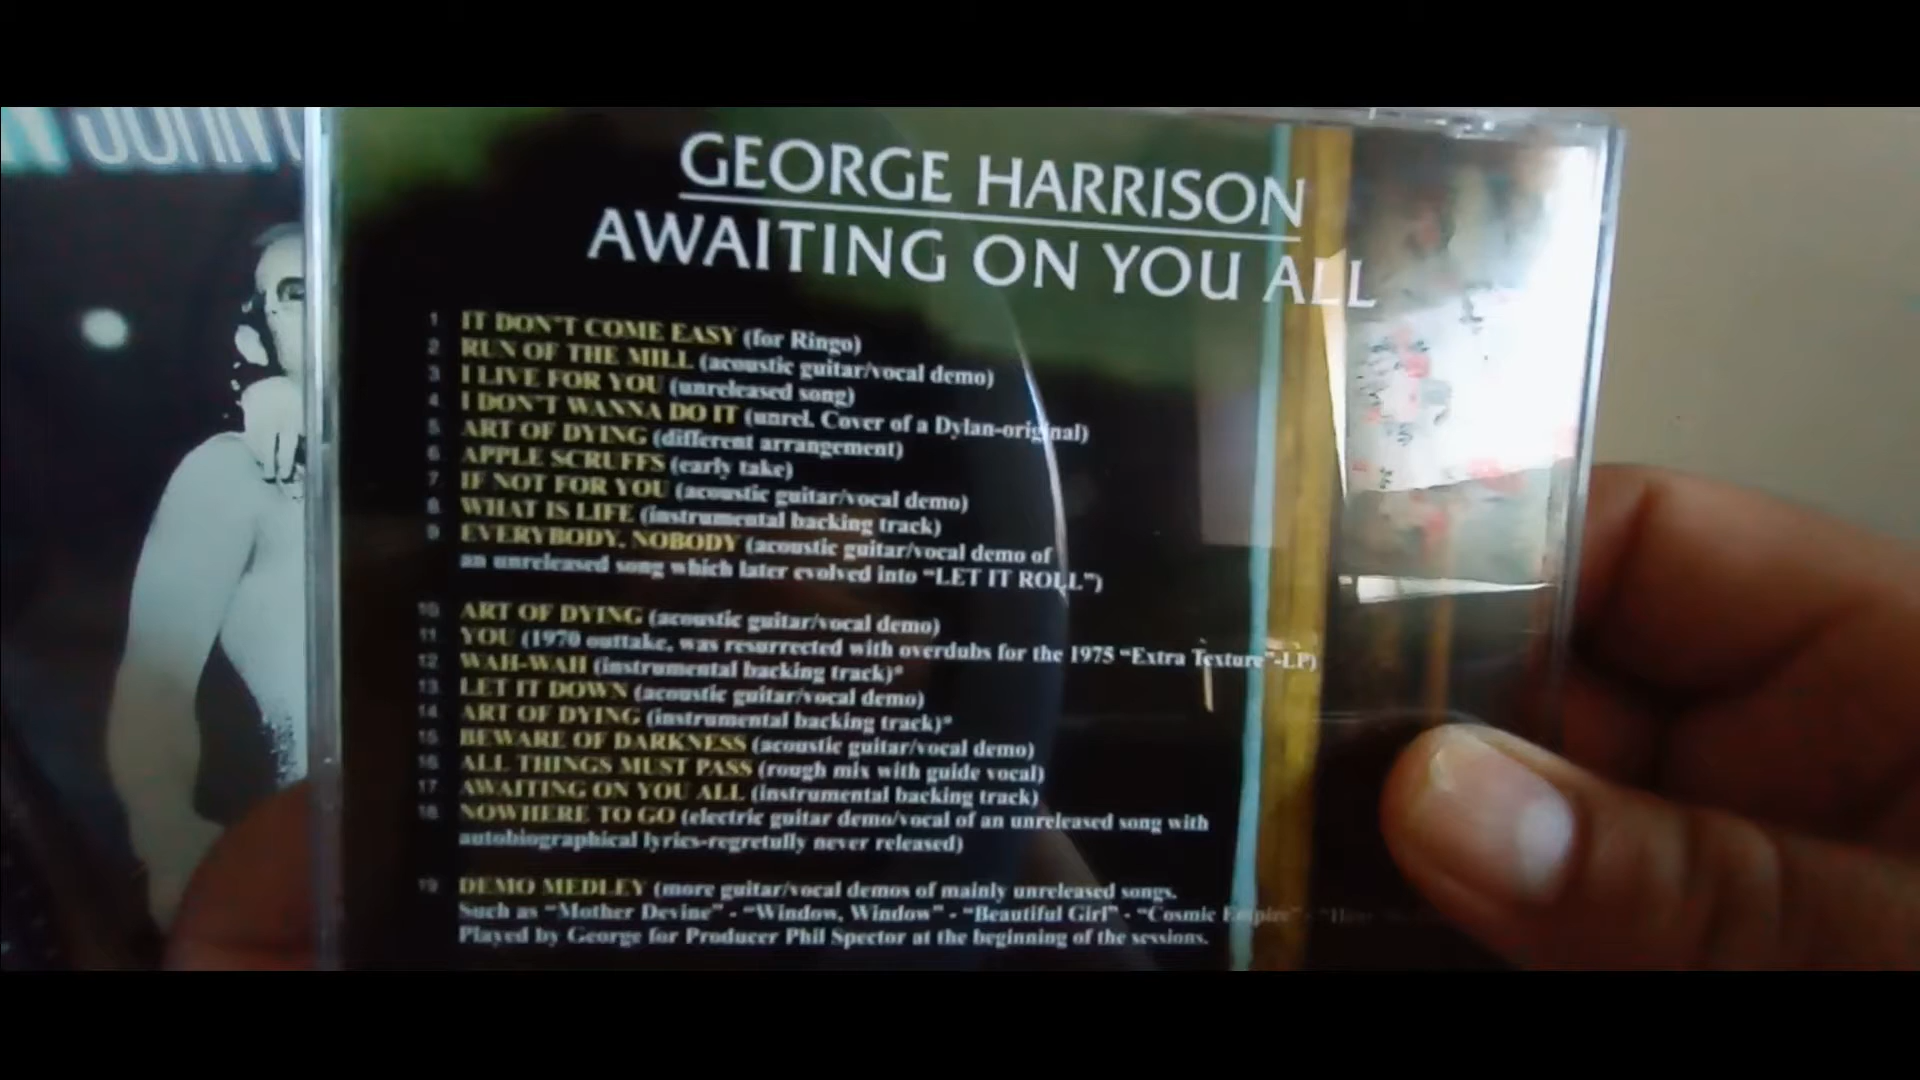 JOHN
GEORGE HARRISON
AWAITING ON YOU ALL
1 IT DON'T COME EASY (for Ringo)
2 RUN OF THE MILL (acoustic guitar/vocal demo)
3 I LIVE FOR YOU (unreleased song)
4 I DON'T WANNA DO IT (unrel. Cover of a Dylan-original)
5 ART OF DYING (different arrangement)
6 APPLE SCRUFFS (early take)
7 IF NOT FOR YOU (acoustic guitar/vocal demo)
8 WHAT IS LIFE (instrumental backing track)
9 EVERYBODY, NOBODY (acoustic guitar/vocal demo of
an unreleased song which later evolved into "LET IT ROLL")
10 ART OF DYING (acoustic guitar/vocal demo)
11 YOU (1970 outtake, was resurrected with overdubs for the 1975 "Extra Texture"-LP)
12 WAH-WAH (instrumental backing track)*
13 LET IT DOWN (acoustic guitar/vocal demo)
14 ART OF DYING (instrumental backing track)*
15 BEWARE OF DARKNESS (acoustic guitar/vocal demo)
16 ALL THINGS MUST PASS (rough mix with guide vocal)
17 AWAITING ON YOU ALL (instrumental backing track)
18 NOWHERE TO GO (electric guitar demo/vocal of an unreleased song with
autobiographical lyrics-regretully never released)
19 DEMO MEDLEY (more guitar/vocal demos of mainly unreleased songs.
Such as "Mother Devine" - "Window, Window" - "Beautiful Girl" - "Cosmic Empire" -
Played by George for Producer Phil Spector at the beginning of the sessions.